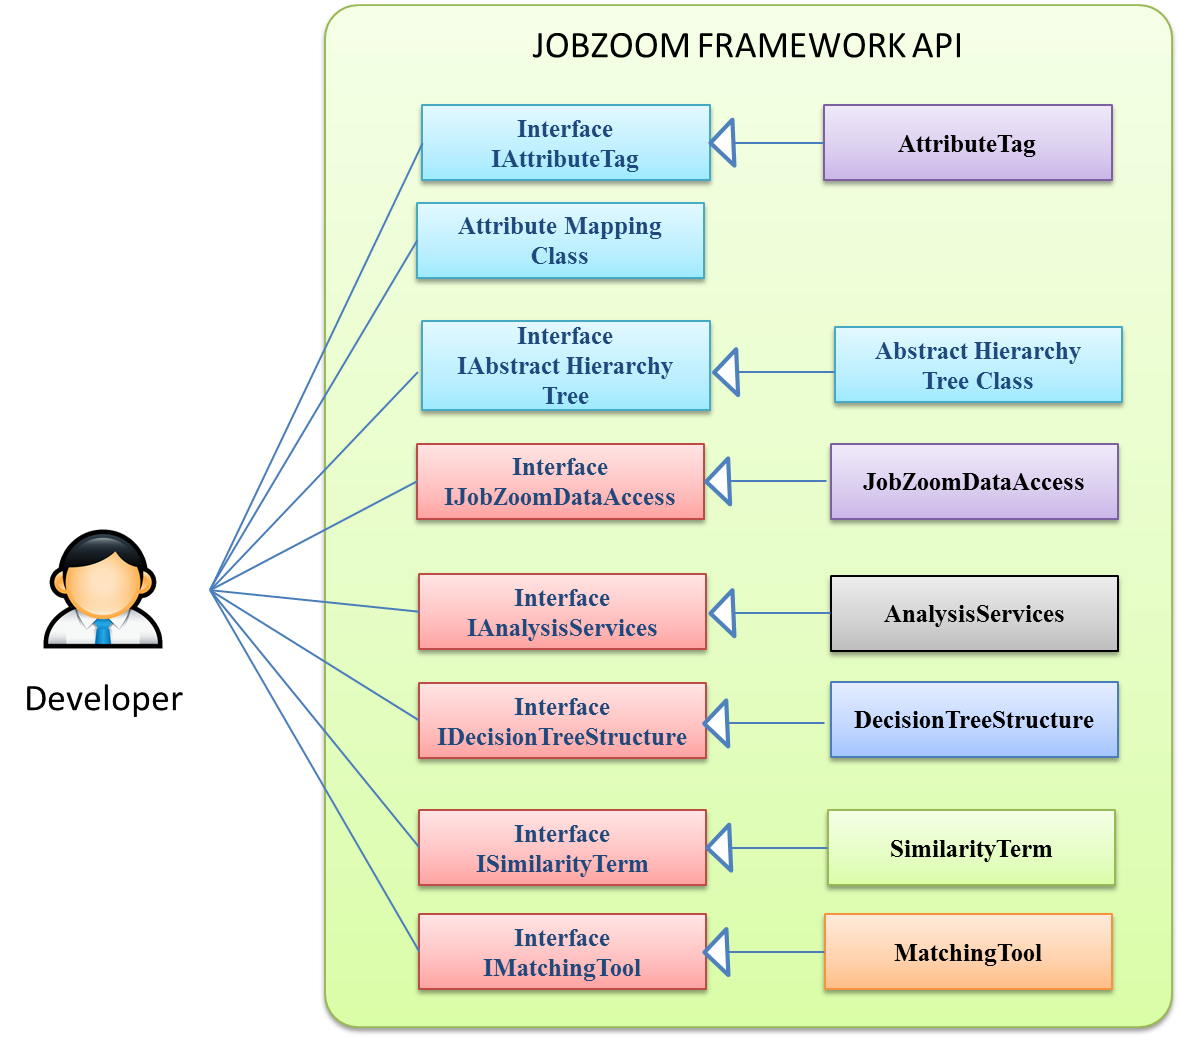 JOBZOOM FRAMEWORK API
Interface
IAttributeTag
AttributeTag
Attribute Mapping
Class
Interface
IAbstract Hierarchy
Tree
Abstract Hierarchy
Tree Class
Interface
IJobZoomDataAccess
JobZoomDataAccess
Interface
IAnalysisServices
AnalysisServices
Developer
Interface
IDecisionTreeStructure
DecisionTreeStructure
Interface
ISimilarityTerm
SimilarityTerm
Interface
IMatchingTool
MatchingTool